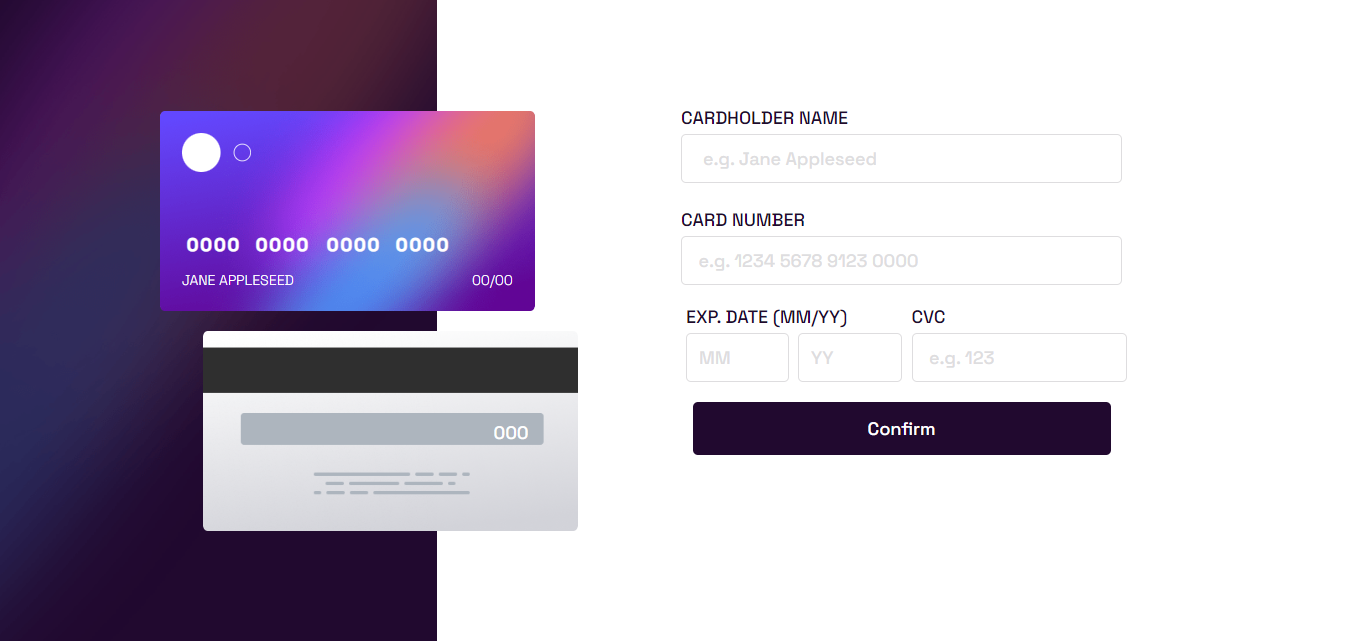 0000 0000 0000 0000
JANE APPLESEED 00/00
000
CARDHOLDER NAME
e.g. Jane Appleseed
CARD NUMBER
e.g. 1234 5678 9123 0000
EXP. DATE (MM/YY) CVC
MM YY e.g. 123
Confirm